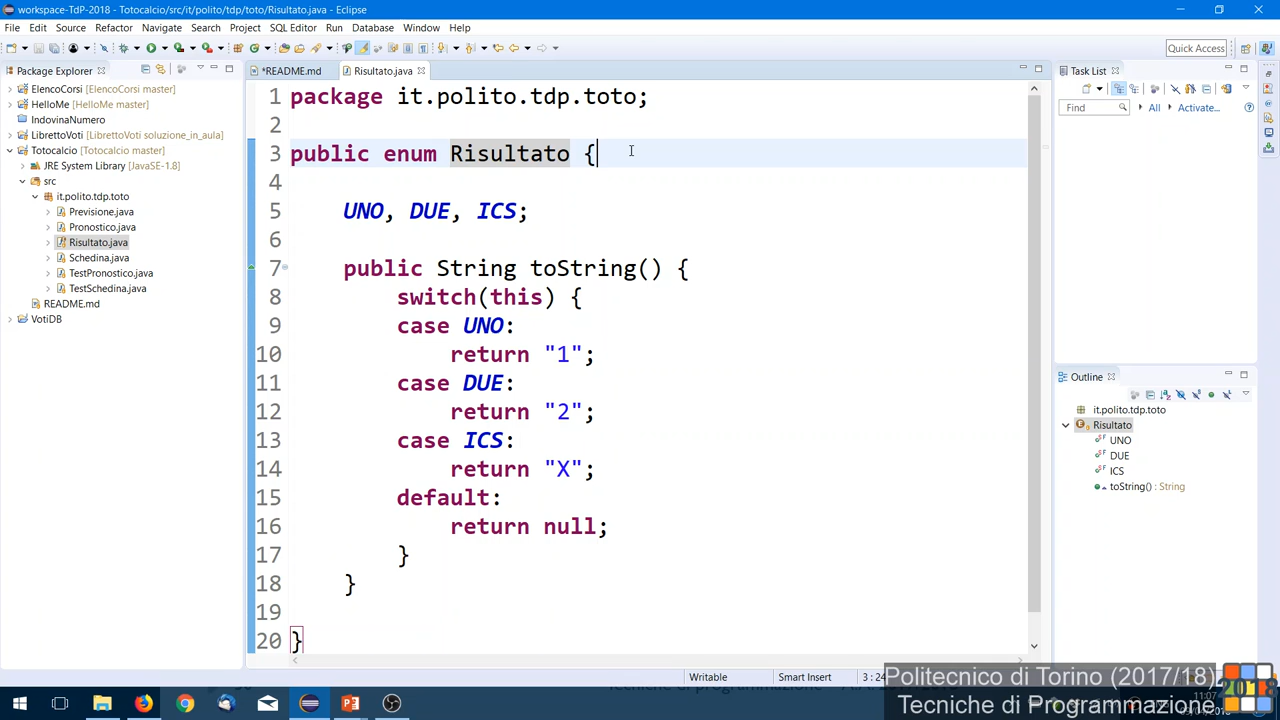 workspace-TdP-2018 - Totocalcio/src/it/polito/tdp/toto/Risultato.java - Eclipse
File Edit Source Refactor Navigate Search Project SQL Editor Run Database Window Help
Quick Access
Package Explorer
*README.md
Risultato.java
Task List
Find
All
Activate...
ElencoCorsi [ElencoCorsi master]
HelloMe [HelloMe master]
IndovinaNumero
LibrettoVoti [LibrettoVoti soluzione_in_aula]
Totocalcio [Totocalcio master]
JRE System Library [JavaSE-1.8]
src
it.polito.tdp.toto
Previsione.java
Pronostico.java
Risultato.java
Schedina.java
TestPronostico.java
TestSchedina.java
README.md
VotiDB
1 package it.polito.tdp.toto;
2
3 public enum Risultato {
4
5 UNO, DUE, ICS;
6
7 public String toString() {
8 switch(this) {
9 case UNO:
10 return "1";
11 case DUE:
12 return "2";
13 case ICS:
14 return "X";
15 default:
16 return null;
17 }
18 }
19
20 }
Outline
it.polito.tdp.toto
Risultato
UNO
DUE
ICS
toString() : String
Writable
Smart Insert
3 : 24
Politecnico di Torino (2017/18)
Tecniche di Programmazione
2018
11:07